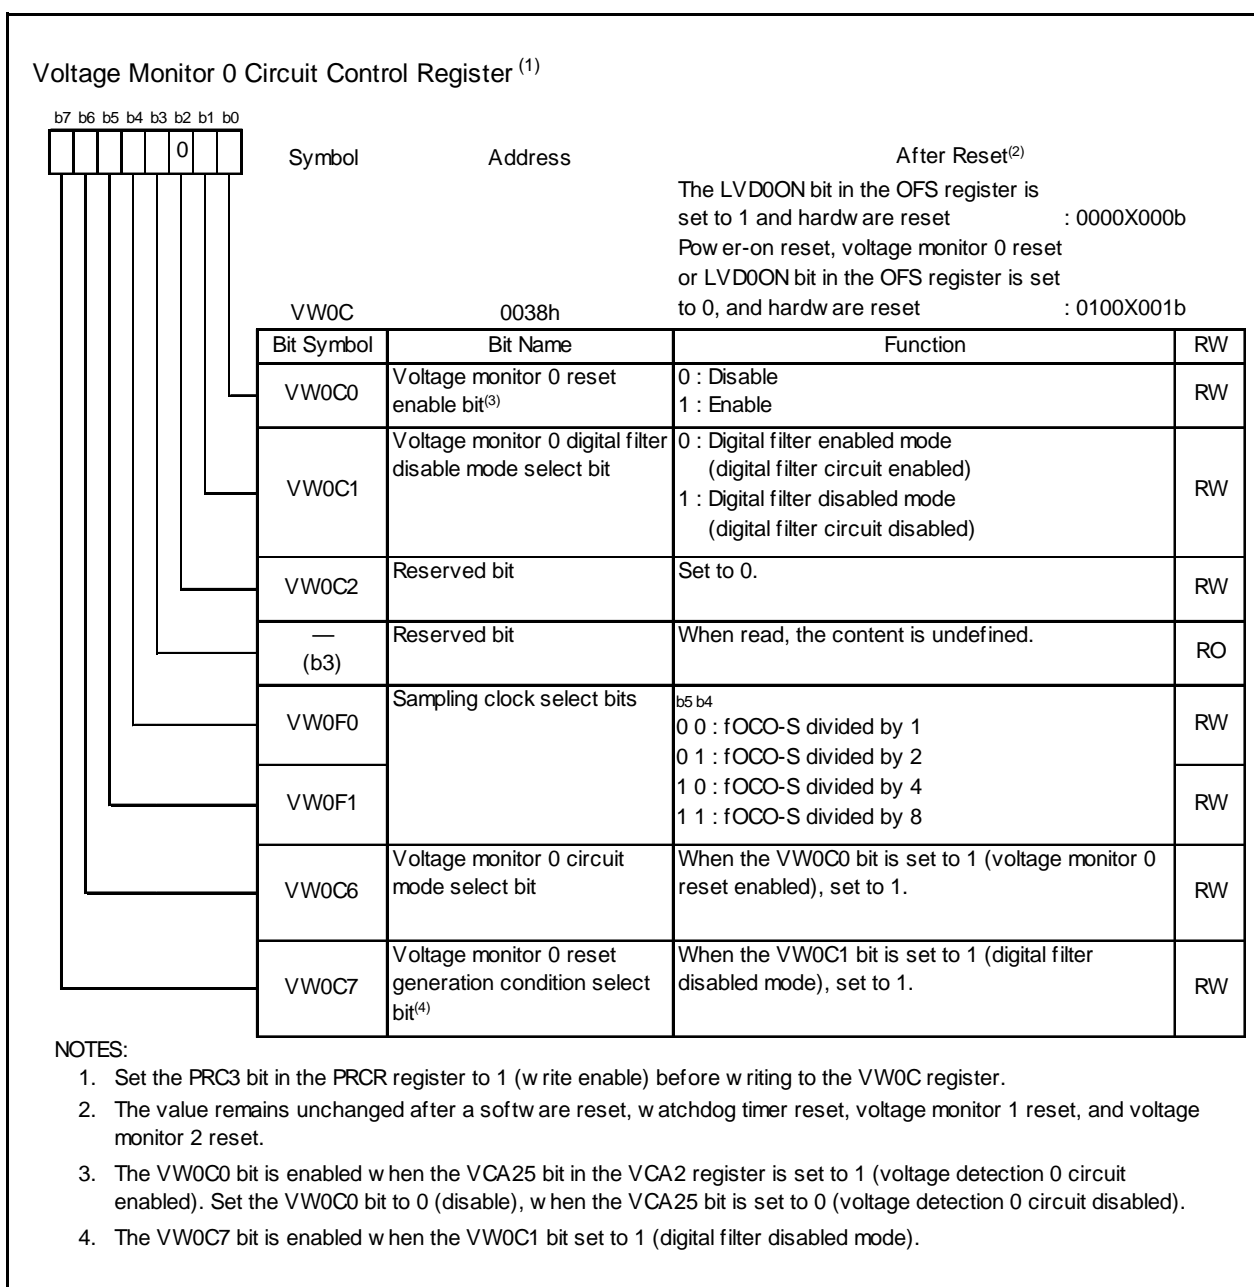 Voltage Monitor 0 Circuit Control Register (1)
b7 b6 b5 b4 b3 b2 b1 b0
0
Symbol Address After Reset(2)
The LVD0ON bit in the OFS register is
set to 1 and hardware reset : 0000X000b
Power-on reset, voltage monitor 0 reset
or LVD0ON bit in the OFS register is set
VW0C 0038h to 0, and hardware reset : 0100X001b
Bit Symbol Bit Name Function RW
VW0C0 Voltage monitor 0 reset
enable bit(3)
0 : Disable
1 : Enable
RW
VW0C1 Voltage monitor 0 digital filter
disable mode select bit
0 : Digital filter enabled mode
(digital filter circuit enabled)
1 : Digital filter disabled mode
(digital filter circuit disabled)
RW
VW0C2 Reserved bit Set to 0. RW
—
(b3)
Reserved bit When read, the content is undefined. RO
VW0F0 Sampling clock select bits
b5 b4
0 0 : fOCO-S divided by 1
0 1 : fOCO-S divided by 2
RW
VW0F1
1 0 : fOCO-S divided by 4
1 1 : fOCO-S divided by 8
RW
VW0C6 Voltage monitor 0 circuit
mode select bit
When the VW0C0 bit is set to 1 (voltage monitor 0
reset enabled), set to 1.
RW
VW0C7 Voltage monitor 0 reset
generation condition select
bit(4)
When the VW0C1 bit is set to 1 (digital filter
disabled mode), set to 1.
RW
NOTES:
1. Set the PRC3 bit in the PRCR register to 1 (write enable) before writing to the VW0C register.
2. The value remains unchanged after a software reset, watchdog timer reset, voltage monitor 1 reset, and voltage
monitor 2 reset.
3. The VW0C0 bit is enabled when the VCA25 bit in the VCA2 register is set to 1 (voltage detection 0 circuit
enabled). Set the VW0C0 bit to 0 (disable), when the VCA25 bit is set to 0 (voltage detection 0 circuit disabled).
4. The VW0C7 bit is enabled when the VW0C1 bit set to 1 (digital filter disabled mode).